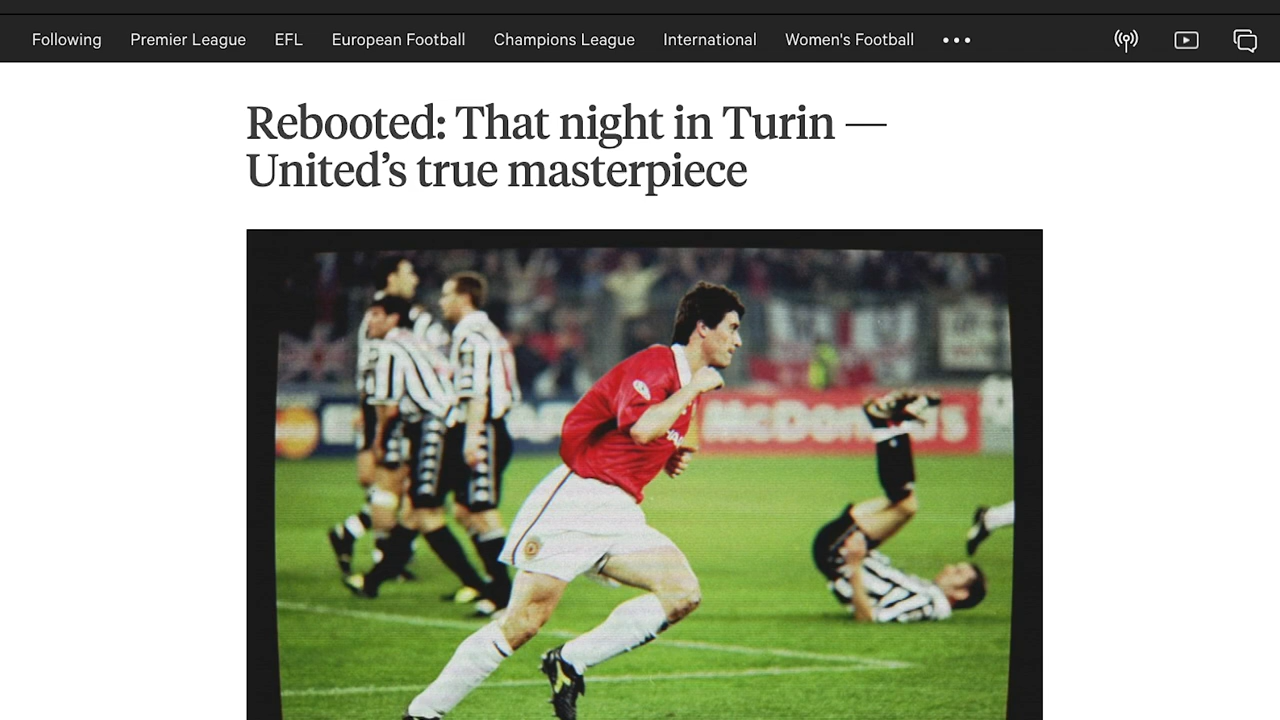 Following Premier League EFL European Football Champions League International Women's Football
Rebooted: That night in Turin —
United’s true masterpiece
McDonald's